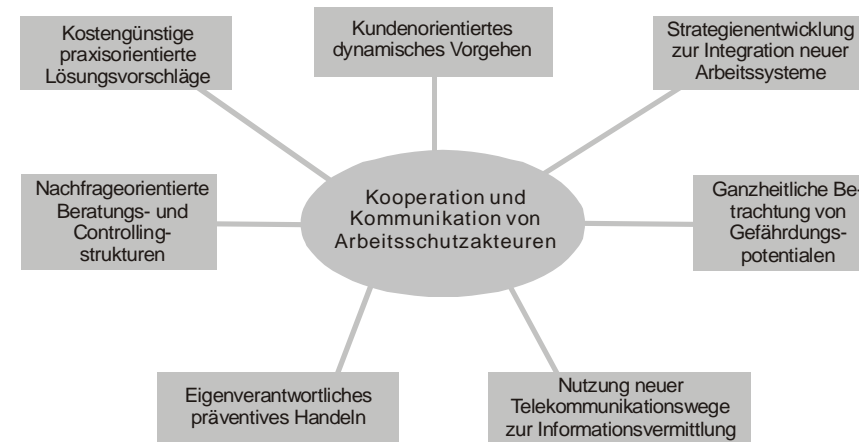 Kostengünstige
praxisorientierte
Lösungsvorschläge
Kundenorientiertes
dynamisches Vorgehen
Strategienentwicklung
zur Integration neuer
Arbeitssysteme
Nachfrageorientierte
Beratungs- und
Controlling-
strukturen
Kooperation und
Kommunikation von
Arbeitsschutzakteuren
Ganzheitliche Be-
trachtung von
Gefährdungs-
potentialen
Eigenverantwortliches
präventives Handeln
Nutzung neuer
Telekommunikationswege
zur Informationsvermittlung